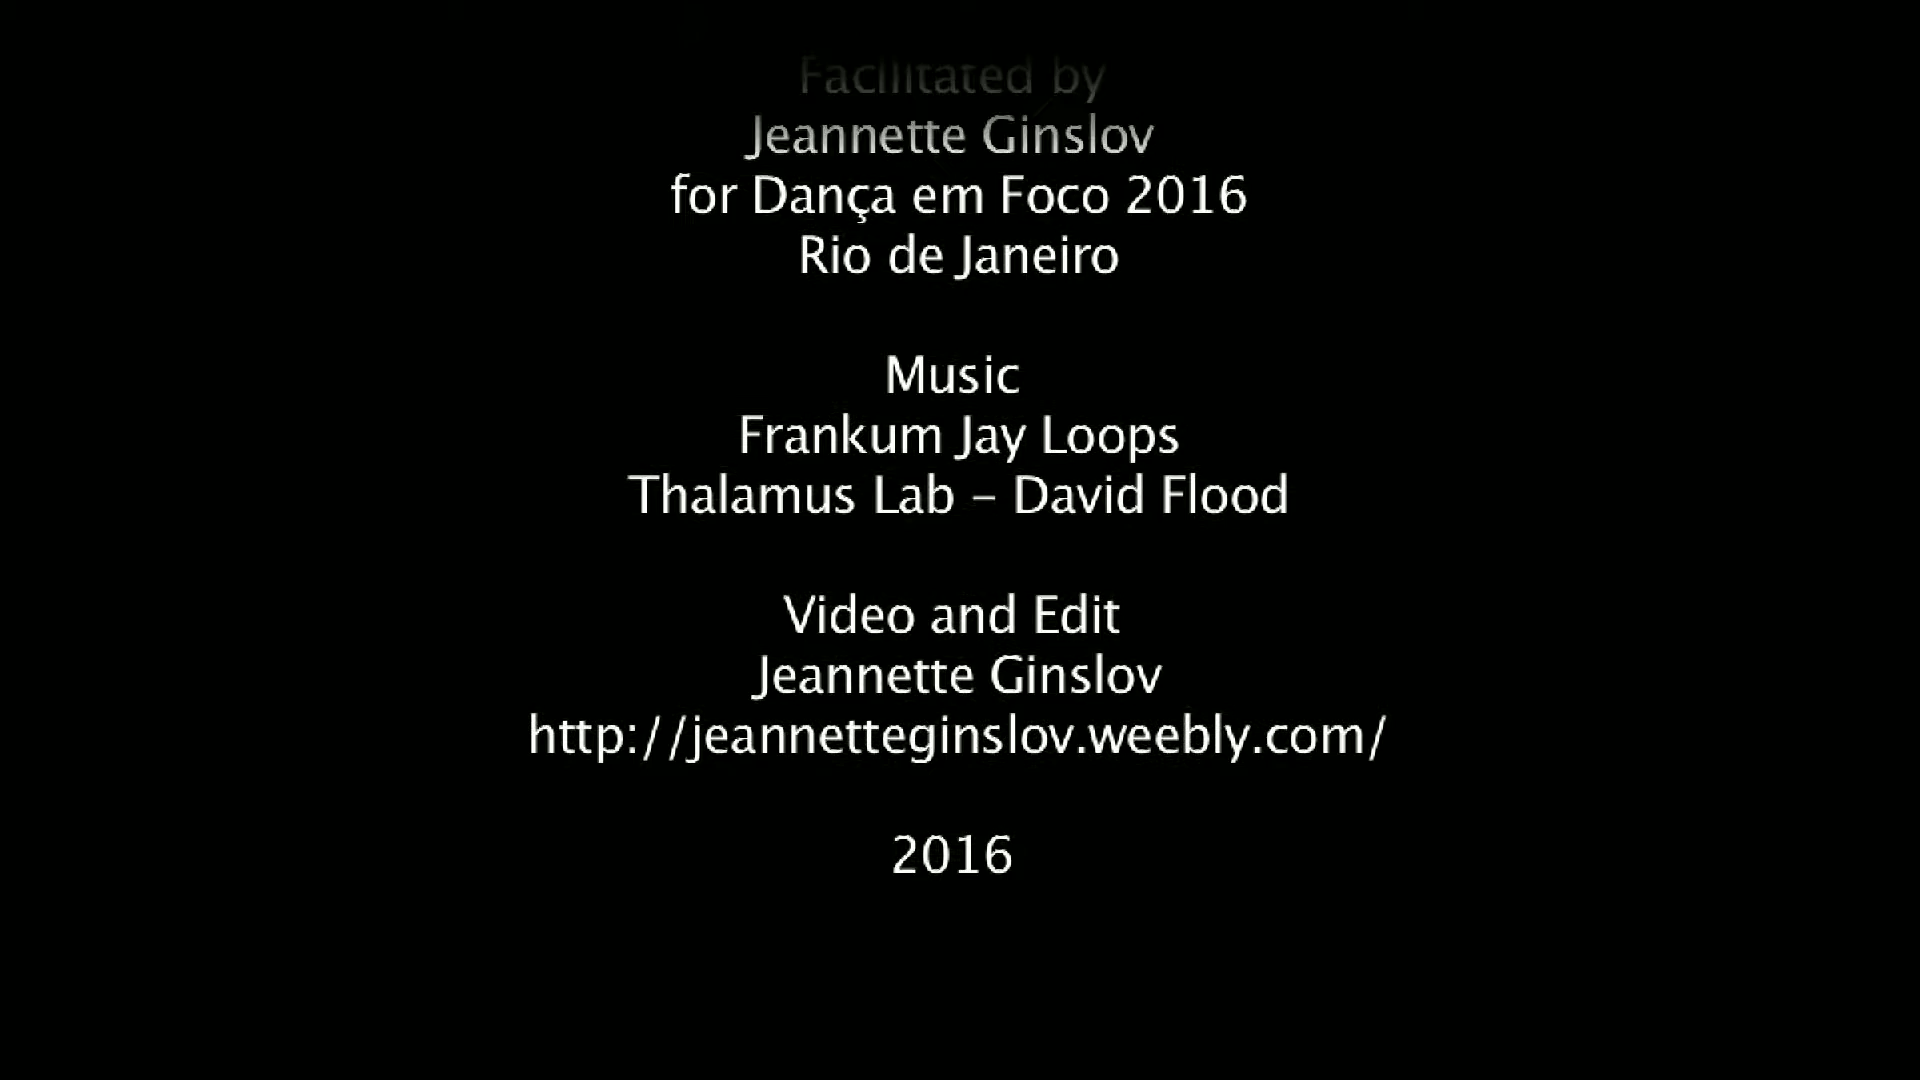 Facilitated by
Jeannette Ginslov
for Dança em Foco 2016
Rio de Janeiro
Music
Frankum Jay Loops
Thalamus Lab - David Flood
Video and Edit
Jeannette Ginslov
http://jeannetteginslov.weebly.com/
2016